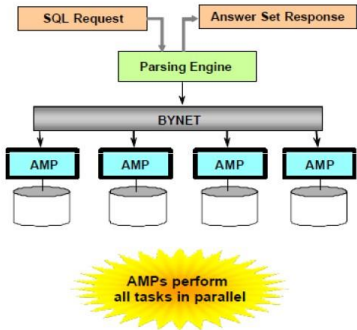 SQL Request
Answer Set Response
Parsing Engine
BYNET
AMP
AMP
AMP
AMP
AMPs perform
all tasks in parallel